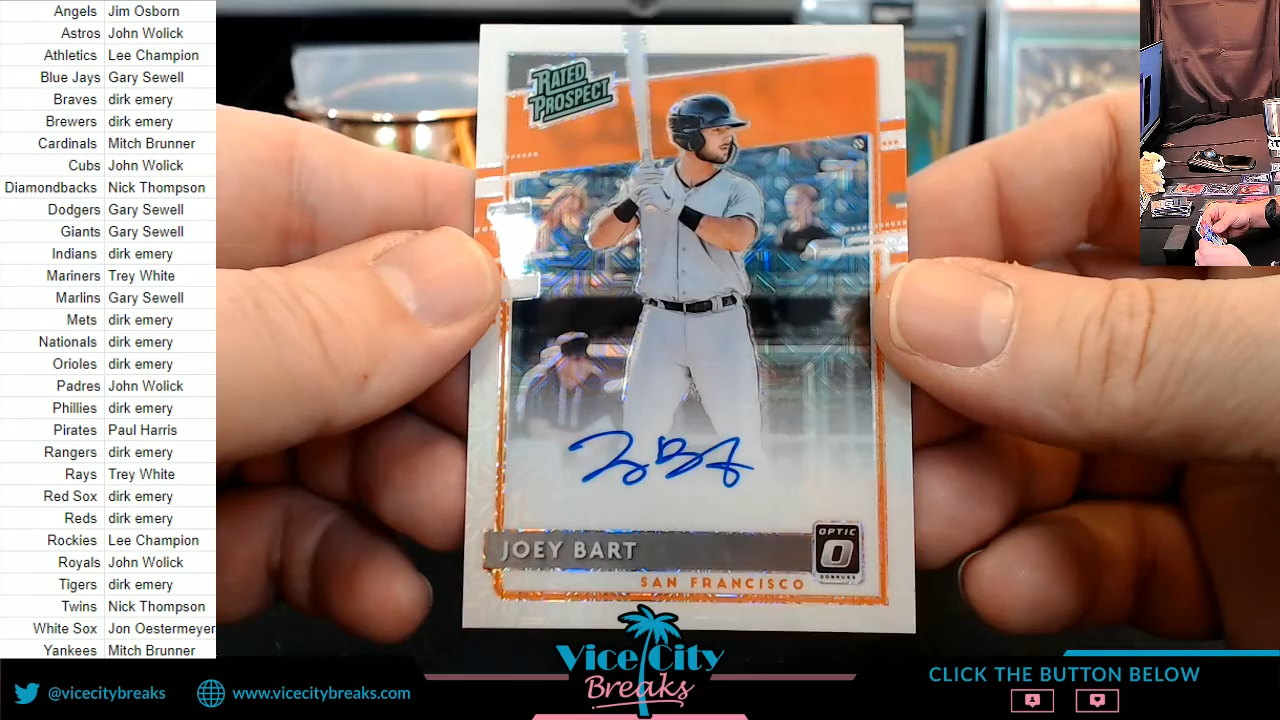 Angels Jim Osborn
Astros John Wolick
Athletics Lee Champion
Blue Jays Gary Sewell
Braves dirk emery
Brewers dirk emery
Cardinals Mitch Brunner
Cubs John Wolick
Diamondbacks Nick Thompson
Dodgers Gary Sewell
Giants Gary Sewell
Indians dirk emery
Mariners Trey White
Marlins Gary Sewell
Mets dirk emery
Nationals dirk emery
Orioles dirk emery
Padres John Wolick
Phillies dirk emery
Pirates Paul Harris
Rangers dirk emery
Rays Trey White
Red Sox dirk emery
Reds dirk emery
Rockies Lee Champion
Royals John Wolick
Tigers dirk emery
Twins Nick Thompson
White Sox Jon Oestermeyer
Yankees Mitch Brunner
RATED
PROSPECT
JOEY BART
SAN FRANCISCO
OPTIC
O
DONRUSS
@vicecitybreaks
www.vicecitybreaks.com
Vice City
Breaks
CLICK THE BUTTON BELOW